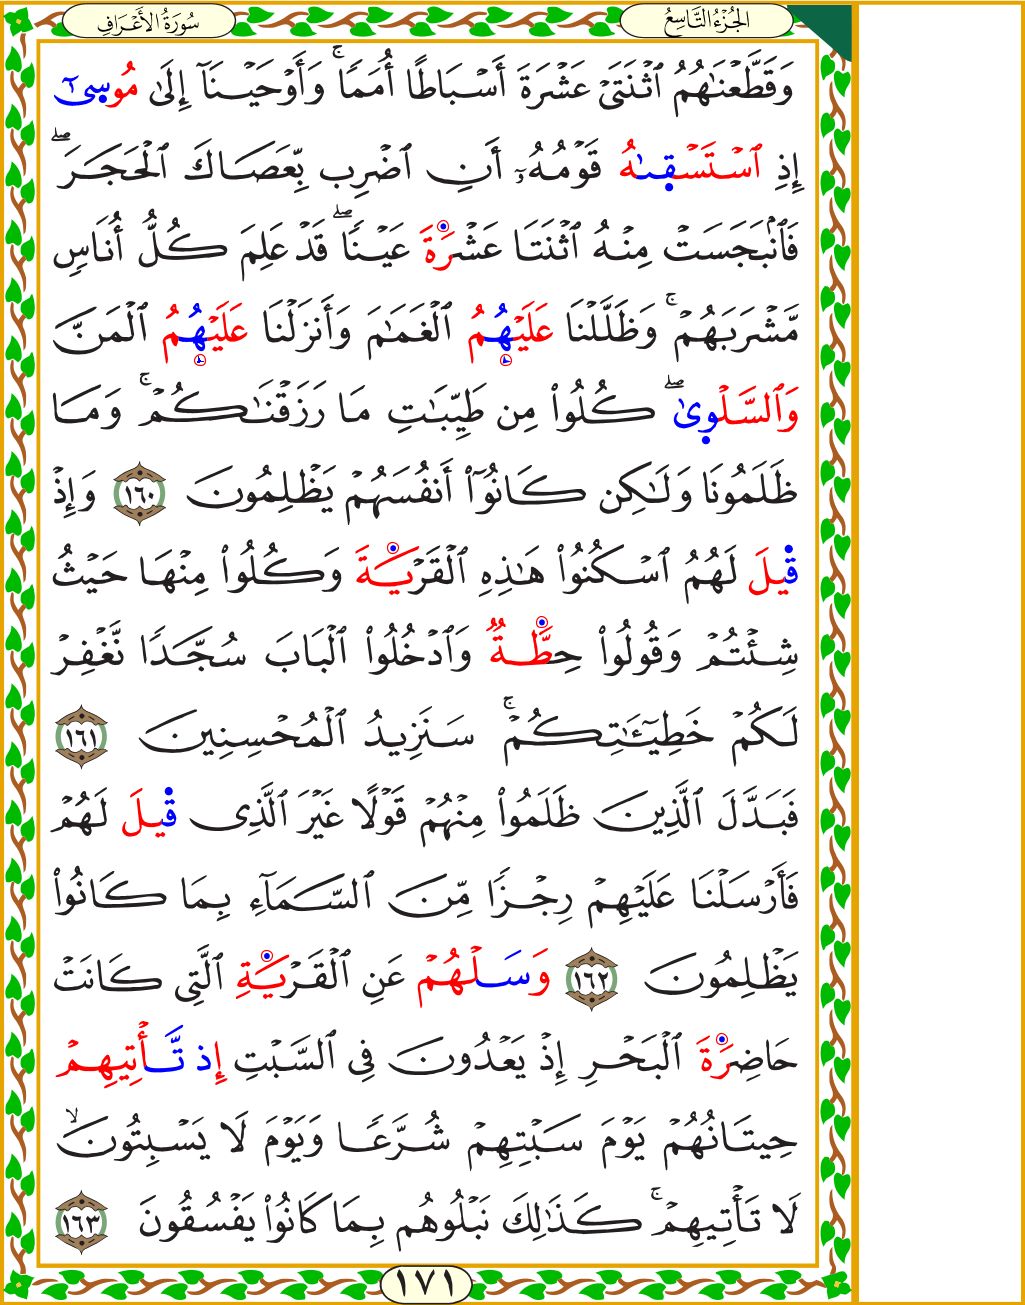 سُورَةُ الأَعْرَافِ
الجُزْءُ التَّاسِعُ
وَقَطَّعْنَٰهُمُ ٱثْنَتَىْ عَشْرَةَ أَسْبَاطًا أُمَمًاۚ وَأَوْحَيْنَآ إِلَىٰ مُوسِىٰٓ
إِذِ ٱسْتَسْقِىٰهُ قَوْمُهُۥٓ أَنِ ٱضْرِب بِّعَصَاكَ ٱلْحَجَرَۖ
فَٱنۢبَجَسَتْ مِنْهُ ٱثْنَتَا عَشْرَةَ عَيْنًاۖ قَدْ عَلِمَ كُلُّ أُنَاسٍ
مَّشْرَبَهُمْۚ وَظَلَّلْنَا عَلَيْهُمُ ٱلْغَمَٰمَ وَأَنزَلْنَا عَلَيْهُمُ ٱلْمَنَّ
وَٱلسَّلْوِىٰۖ كُلُوا۟ مِن طَيِّبَٰتِ مَا رَزَقْنَٰكُمْۚ وَمَا
ظَلَمُونَا وَلَٰكِن كَانُوٓا۟ أَنفُسَهُمْ يَظْلِمُونَ ١٦٠ وَإِذْ
قِيلَ لَهُمُ ٱسْكُنُوا۟ هَٰذِهِ ٱلْقَرْيَةَ وَكُلُوا۟ مِنْهَا حَيْثُ
شِئْتُمْ وَقُولُوا۟ حِطَّةٌ وَٱدْخُلُوا۟ ٱلْبَابَ سُجَّدًا نَّغْفِرْ
لَكُمْ خَطِيٓـَٰٔتِكُمْۚ سَنَزِيدُ ٱلْمُحْسِنِينَ ١٦١
فَبَدَّلَ ٱلَّذِينَ ظَلَمُوا۟ مِنْهُمْ قَوْلًا غَيْرَ ٱلَّذِى قِيلَ لَهُمْ
فَأَرْسَلْنَا عَلَيْهِمْ رِجْزًا مِّنَ ٱلسَّمَآءِ بِمَا كَانُوا۟
يَظْلِمُونَ ١٦٢ وَسَلْهُمْ عَنِ ٱلْقَرْيَةِ ٱلَّتِى كَانَتْ
حَاضِرَةَ ٱلْبَحْرِ إِذْ يَعْدُونَ فِى ٱلسَّبْتِ إِذ تَّأْتِيهِمْ
حِيتَانُهُمْ يَوْمَ سَبْتِهِمْ شُرَّعًا وَيَوْمَ لَا يَسْبِتُونَۙ
لَا تَأْتِيهِمْۚ كَذَٰلِكَ نَبْلُوهُم بِمَا كَانُوا۟ يَفْسُقُونَ ١٦٣
١٧١